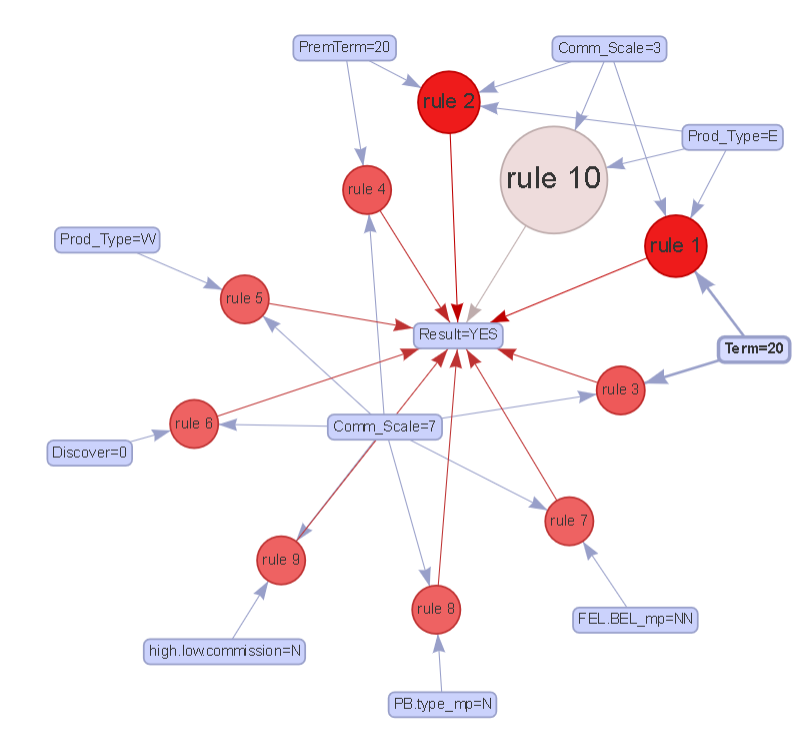 PremTerm=20
Comm_Scale=3
rule 2
Prod_Type=E
rule 10
rule 4
Prod_Type=W
rule 1
rule 5
Result=YES
Term=20
rule 3
rule 6
Comm_Scale=7
Discover=0
rule 7
rule 9
rule 8
FEL.BEL_mp=NN
high.low.commission=N
PB.type_mp=N